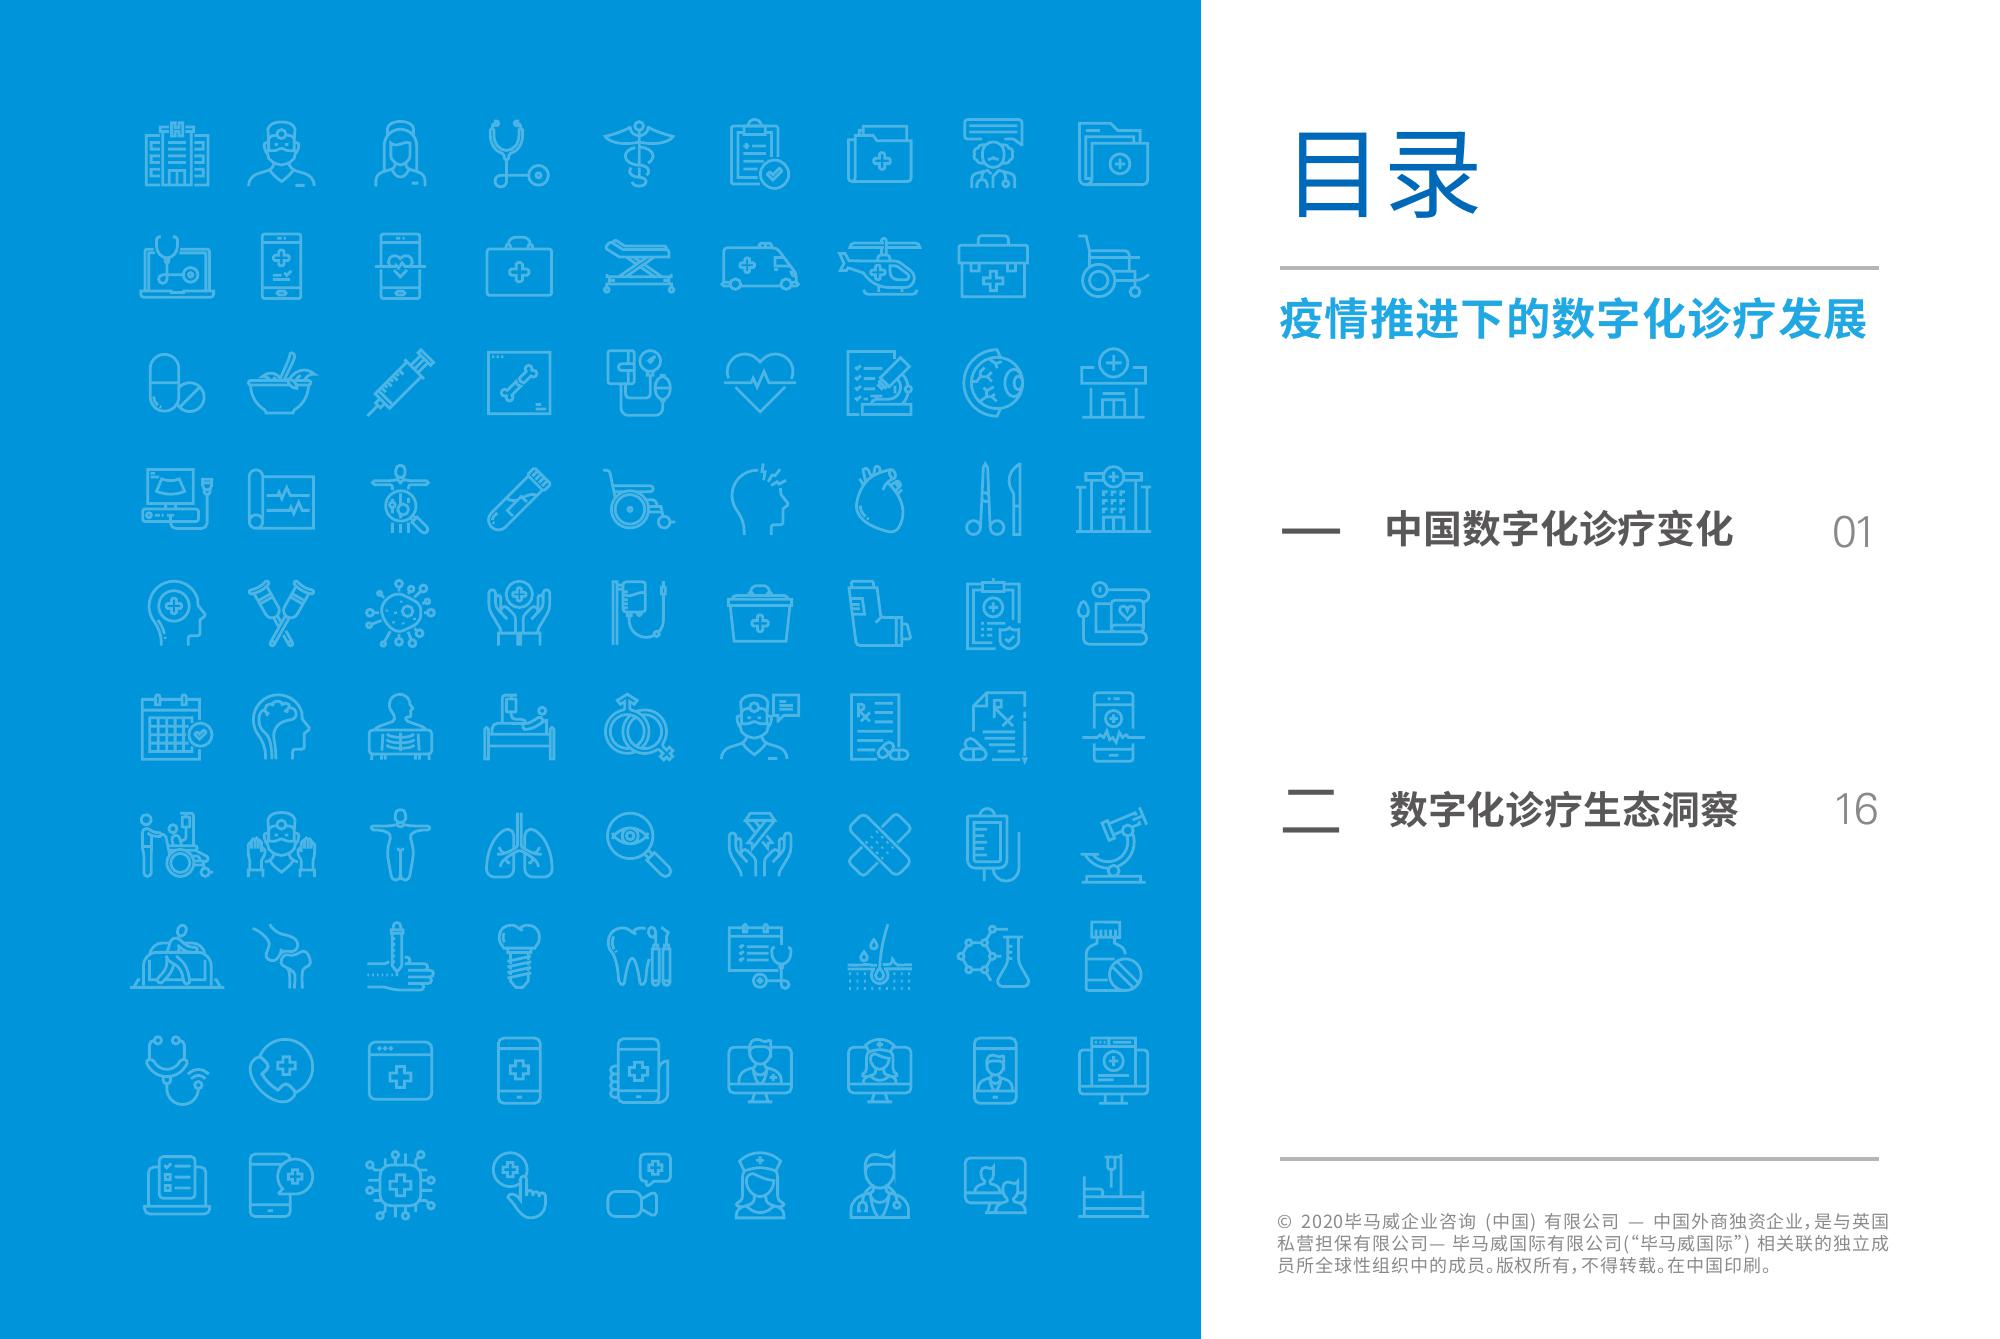 目录
疫情推进下的数字化诊疗发展
一 中国数字化诊疗变化 01
二 数字化诊疗生态洞察 16
© 2020毕马威企业咨询 (中国) 有限公司 — 中国外商独资企业，是与英国
私营担保有限公司— 毕马威国际有限公司(“毕马威国际”) 相关联的独立成
员所全球性组织中的成员。版权所有，不得转载。在中国印刷。